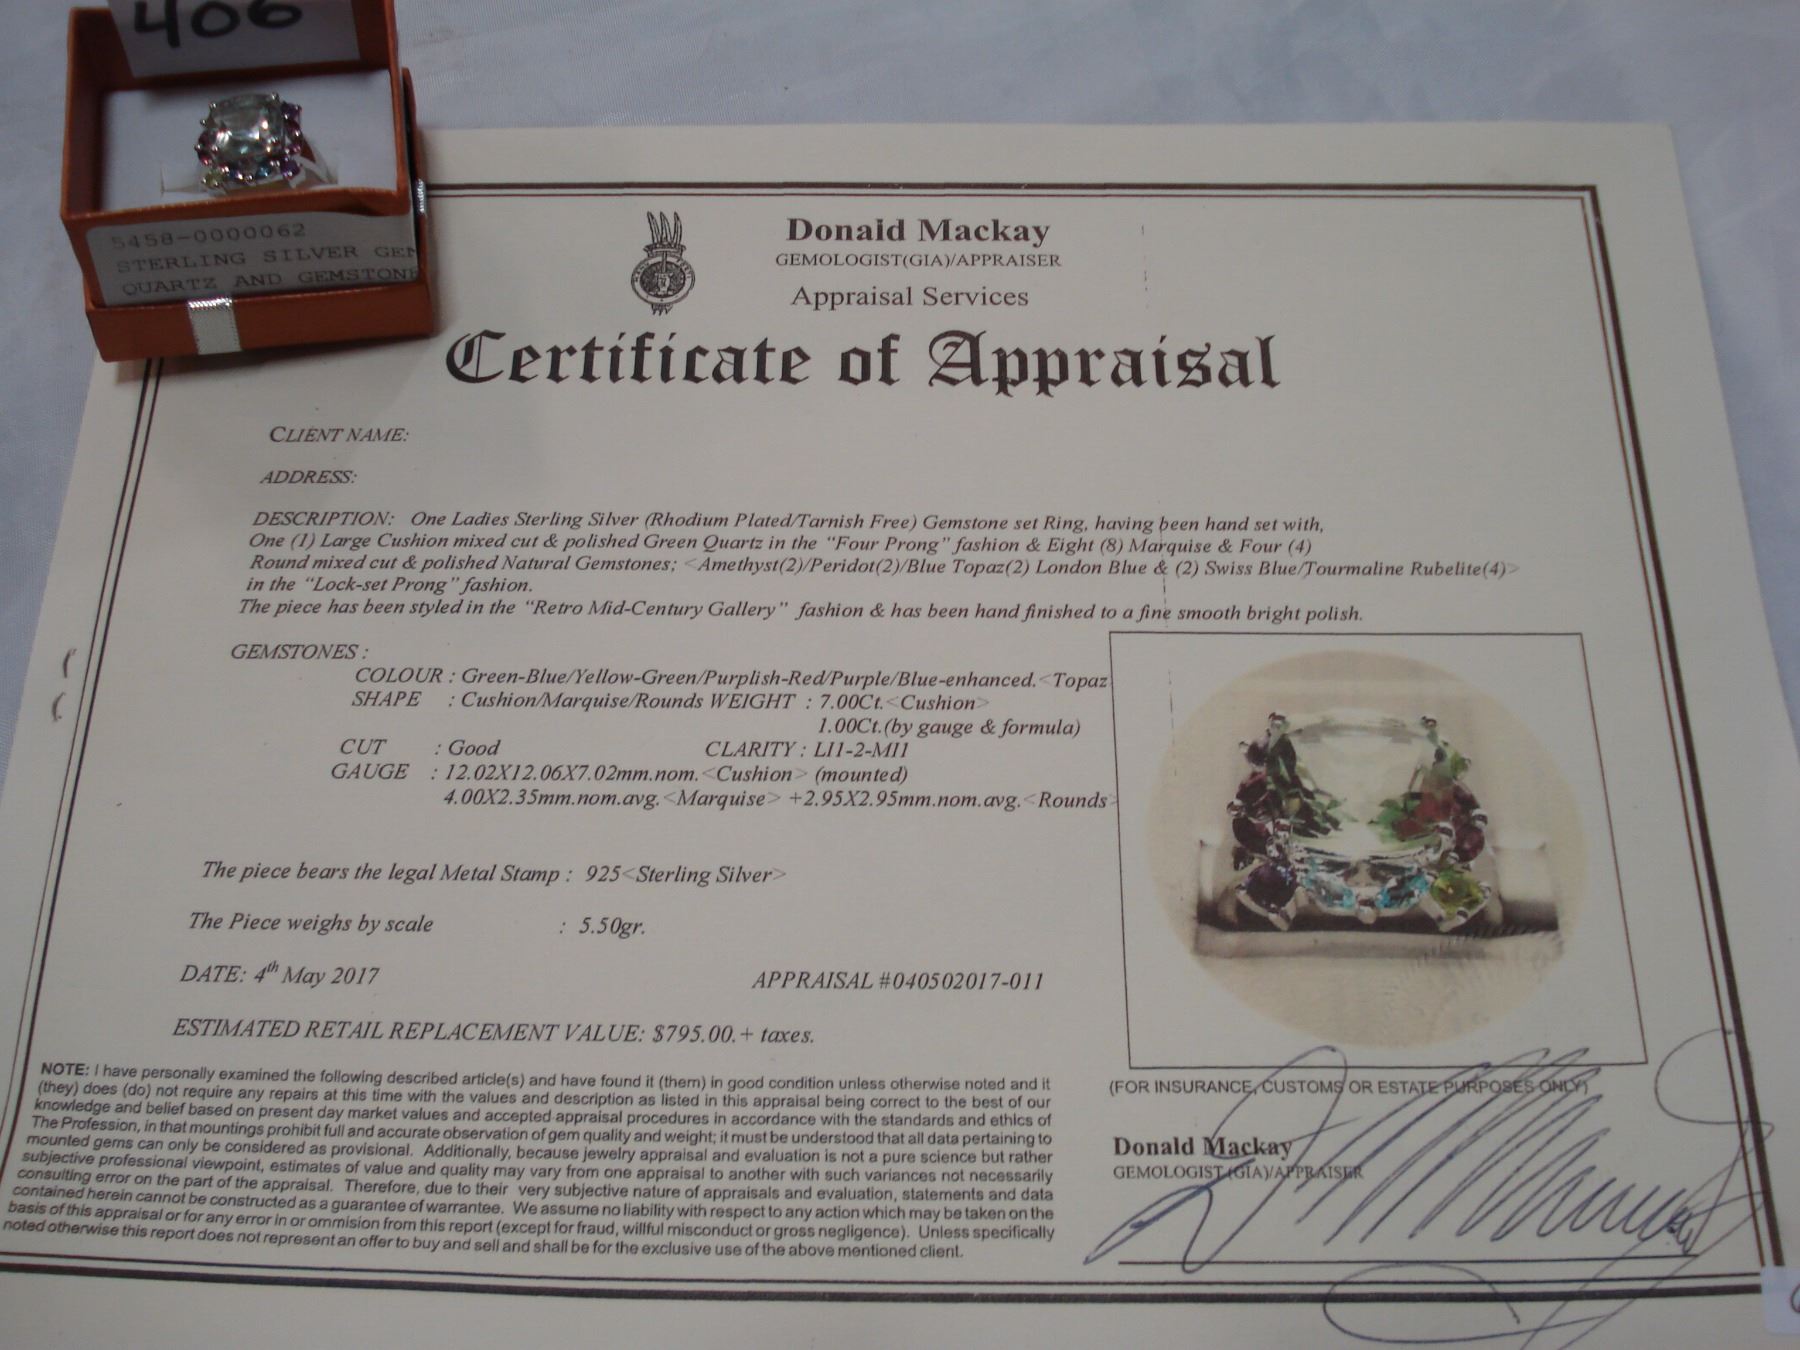 406
5458-0000062
STERLING SILVER GEM
QUARTZ AND GEMSTONE
Donald Mackay
GEMOLOGIST(GIA)/APPRAISER
Appraisal Services
Certificate of Appraisal
CLIENT NAME:
ADDRESS:
DESCRIPTION: One Ladies Sterling Silver (Rhodium Plated/Tarnish Free) Gemstone set Ring, having been hand set with,
One (1) Large Cushion mixed cut & polished Green Quartz in the "Four Prong" fashion & Eight (8) Marquise & Four (4)
Round mixed cut & polished Natural Gemstones; <Amethyst(2)/Peridot(2)/Blue Topaz(2) London Blue & (2) Swiss Blue/Tourmaline Rubelite(4)>
in the "Lock-set Prong" fashion.
The piece has been styled in the "Retro Mid-Century Gallery" fashion & has been hand finished to a fine smooth bright polish.
GEMSTONES :
COLOUR : Green-Blue/Yellow-Green/Purplish-Red/Purple/Blue-enhanced.<Topaz
SHAPE : Cushion/Marquise/Rounds WEIGHT : 7.00Ct.<Cushion>
1.00Ct.(by gauge & formula)
CUT : Good CLARITY : LI1-2-MI1
GAUGE : 12.02X12.06X7.02mm.nom.<Cushion> (mounted)
4.00X2.35mm.nom.avg.<Marquise> +2.95X2.95mm.nom.avg.<Rounds>
The piece bears the legal Metal Stamp : 925<Sterling Silver>
The Piece weighs by scale : 5.50gr.
DATE: 4th May 2017 APPRAISAL #040502017-011
ESTIMATED RETAIL REPLACEMENT VALUE: $795.00.+ taxes.
NOTE: I have personally examined the following described article(s) and have found it (them) in good condition unless otherwise noted and it
(they) does (do) not require any repairs at this time with the values and description as listed in this appraisal being correct to the best of our
knowledge and belief based on present day market values and accepted appraisal procedures in accordance with the standards and ethics of
The Profession, in that mountings prohibit full and accurate observation of gem quality and weight; it must be understood that all data pertaining to
mounted gems can only be considered as provisional. Additionally, because jewelry appraisal and evaluation is not a pure science but rather
subjective professional viewpoint, estimates of value and quality may vary from one appraisal to another with such variances not necessarily
consulting error on the part of the appraisal. Therefore, due to their very subjective nature of appraisals and evaluation, statements and data
contained herein cannot be constructed as a guarantee of warrantee. We assume no liability with respect to any action which may be taken on the
basis of this appraisal or for any error in or ommision from this report (except for fraud, willful misconduct or gross negligence). Unless specifically
noted otherwise this report does not represent an offer to buy and sell and shall be for the exclusive use of the above mentioned client.
(FOR INSURANCE, CUSTOMS OR ESTATE PURPOSES ONLY)
Donald Mackay
GEMOLOGIST (GIA)/APPRAISER